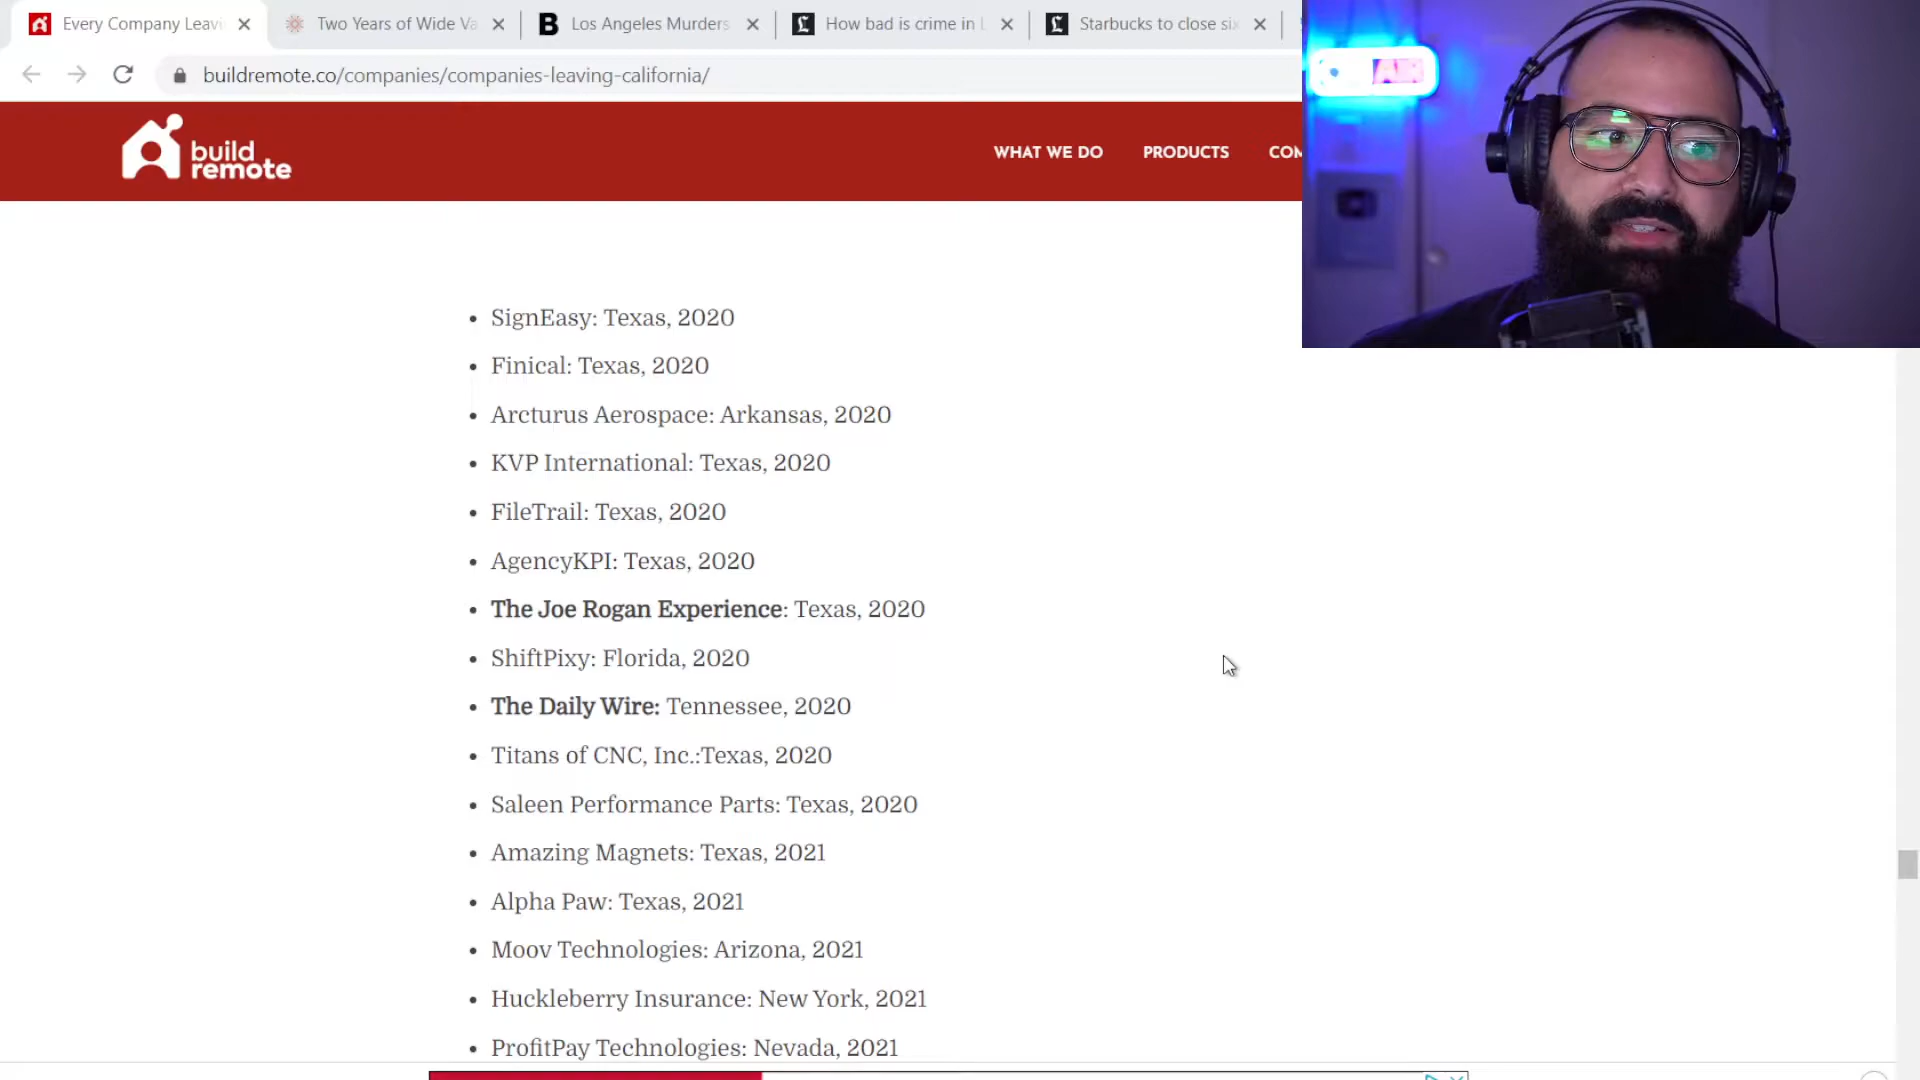 Every Company Leavi
Two Years of Wide Va
Los Angeles Murders
How bad is crime in L
Starbucks to close six
buildremote.co/companies/companies-leaving-california/
build
remote
WHAT WE DO
PRODUCTS
COM
SignEasy: Texas, 2020
Finical: Texas, 2020
Arcturus Aerospace: Arkansas, 2020
KVP International: Texas, 2020
FileTrail: Texas, 2020
AgencyKPI: Texas, 2020
The Joe Rogan Experience: Texas, 2020
ShiftPixy: Florida, 2020
The Daily Wire: Tennessee, 2020
Titans of CNC, Inc.:Texas, 2020
Saleen Performance Parts: Texas, 2020
Amazing Magnets: Texas, 2021
Alpha Paw: Texas, 2021
Moov Technologies: Arizona, 2021
Huckleberry Insurance: New York, 2021
ProfitPay Technologies: Nevada, 2021